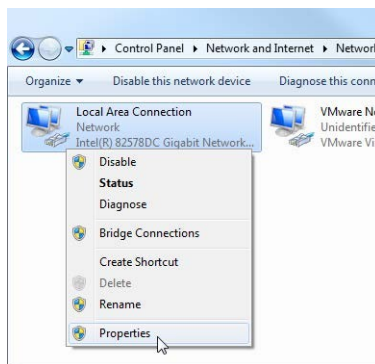 Control Panel ▸ Network and Internet ▸ Networ
Organize Disable this network device Diagnose this conn
Local Area Connection
Network
Intel(R) 82578DC Gigabit Network...
VMware Ne
Unidentifie
VMware Vi
Disable
Status
Diagnose
Bridge Connections
Create Shortcut
Delete
Rename
Properties